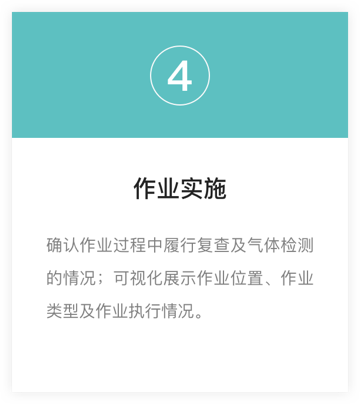 4
作业实施
确认作业过程中履行复查及气体检测
的情况；可视化展示作业位置、作业
类型及作业执行情况。